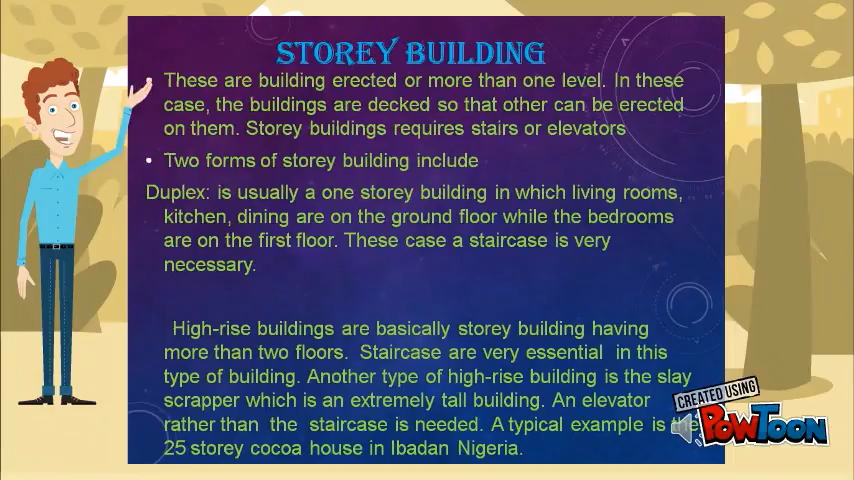 STOREY BUILDING
These are building erected or more than one level. In these
case, the buildings are decked so that other can be erected
on them. Storey buildings requires stairs or elevators
• Two forms of storey building include
Duplex: is usually a one storey building in which living rooms,
kitchen, dining are on the ground floor while the bedrooms
are on the first floor. These case a staircase is very
necessary.
High-rise buildings are basically storey building having
more than two floors. Staircase are very essential in this
type of building. Another type of high-rise building is the slay
scrapper which is an extremely tall building. An elevator
rather than the staircase is needed. A typical example is the
25 storey cocoa house in Ibadan Nigeria.
CREATED USING
POWTOON